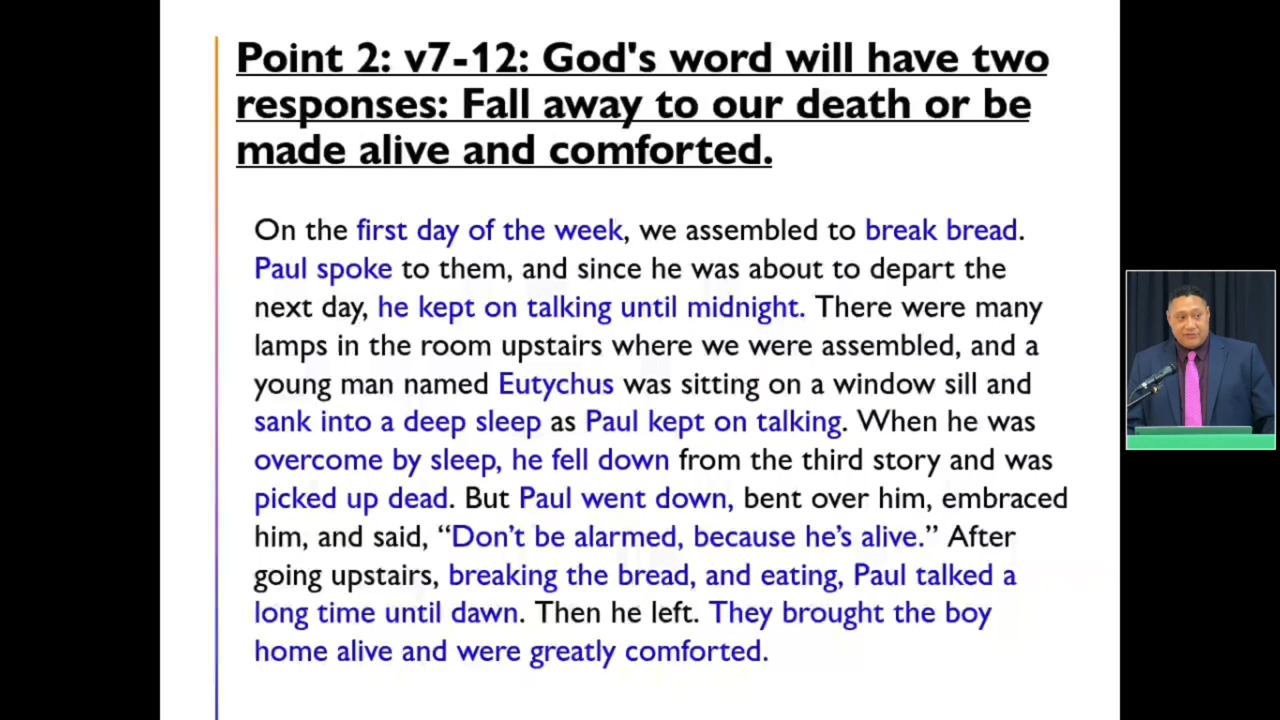 Point 2: v7-12: God's word will have two
responses: Fall away to our death or be
made alive and comforted.
On the first day of the week, we assembled to break bread.
Paul spoke to them, and since he was about to depart the
next day, he kept on talking until midnight. There were many
lamps in the room upstairs where we were assembled, and a
young man named Eutychus was sitting on a window sill and
sank into a deep sleep as Paul kept on talking. When he was
overcome by sleep, he fell down from the third story and was
picked up dead. But Paul went down, bent over him, embraced
him, and said, “Don’t be alarmed, because he’s alive.” After
going upstairs, breaking the bread, and eating, Paul talked a
long time until dawn. Then he left. They brought the boy
home alive and were greatly comforted.